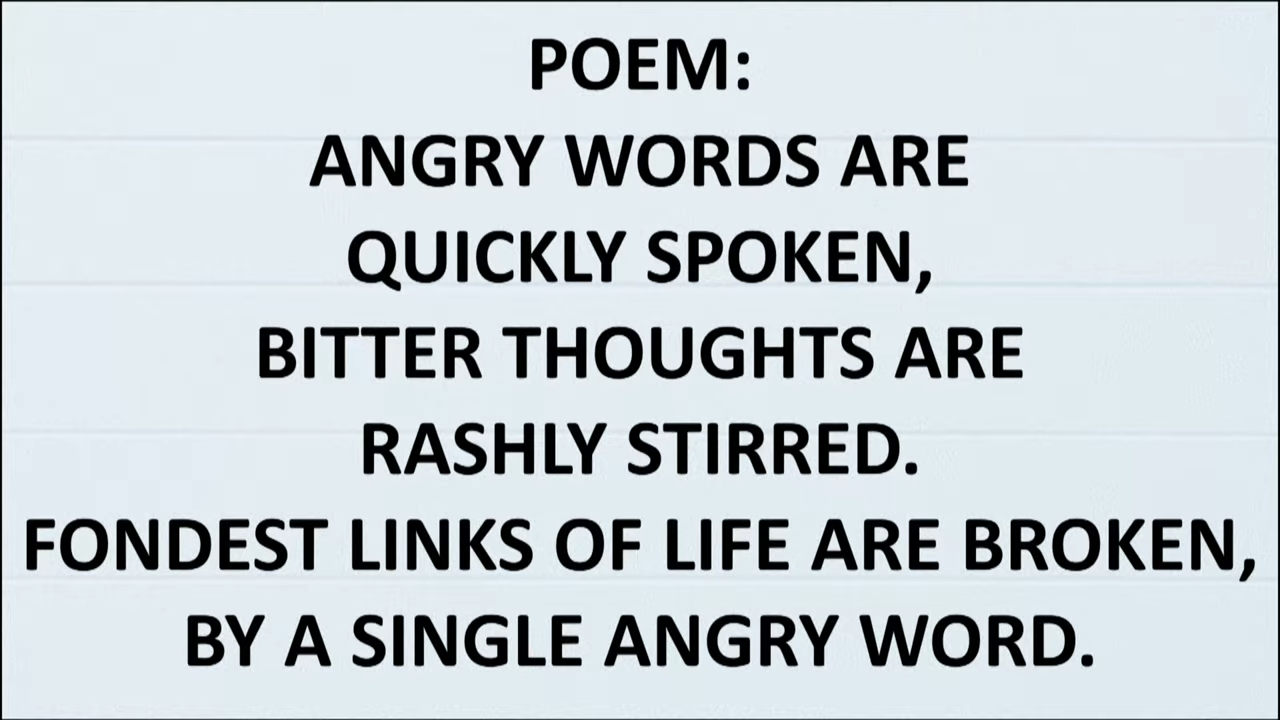 POEM:
ANGRY WORDS ARE
QUICKLY SPOKEN,
BITTER THOUGHTS ARE
RASHLY STIRRED.
FONDEST LINKS OF LIFE ARE BROKEN,
BY A SINGLE ANGRY WORD.